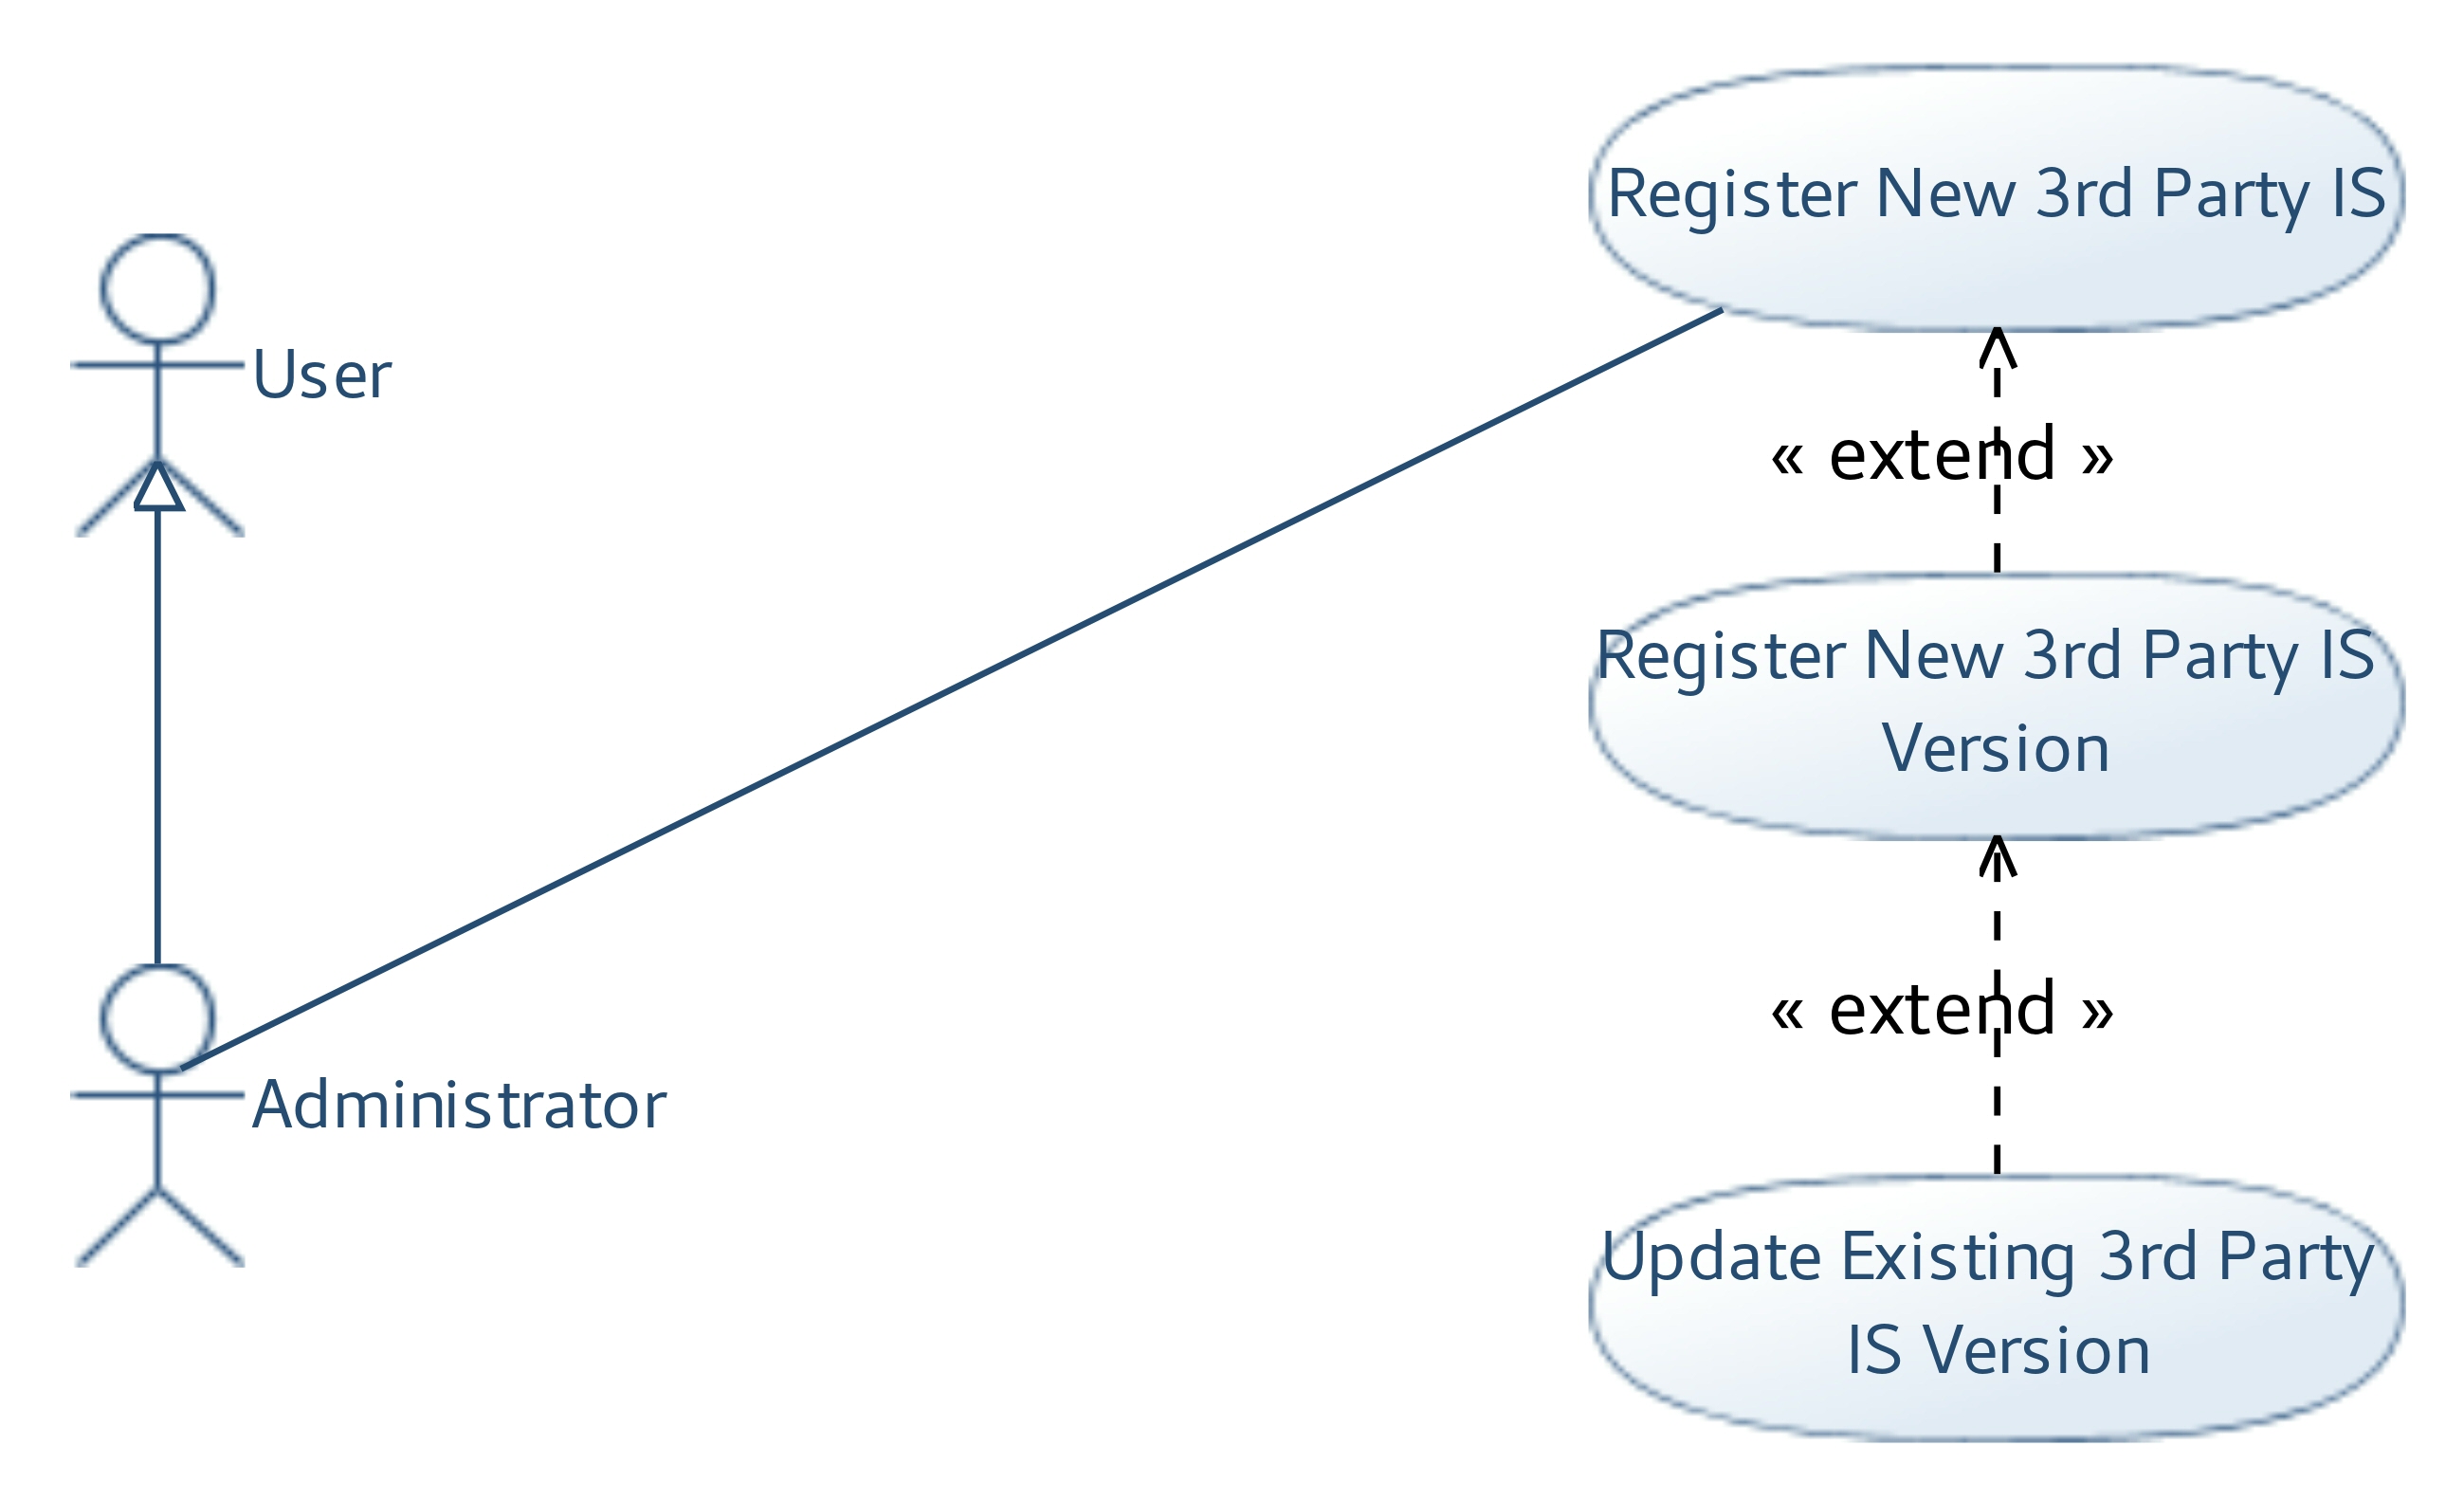 Register New 3rd Party IS
User
« extend »
Register New 3rd Party IS
Version
« extend »
Administrator
Update Existing 3rd Party
IS Version